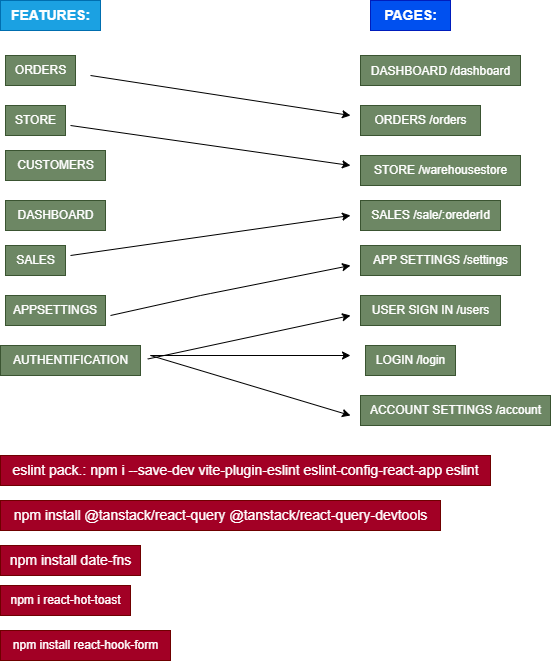 FEATURES:
PAGES:
ORDERS
DASHBOARD /dashboard
STORE
ORDERS /orders
CUSTOMERS
STORE /warehousestore
DASHBOARD
SALES /sale/:orederId
SALES
APP SETTINGS /settings
APPSETTINGS
USER SIGN IN /users
AUTHENTIFICATION
LOGIN /login
ACCOUNT SETTINGS /account
eslint pack.: npm i --save-dev vite-plugin-eslint eslint-config-react-app eslint
npm install @tanstack/react-query @tanstack/react-query-devtools
npm install date-fns
npm i react-hot-toast
npm install react-hook-form